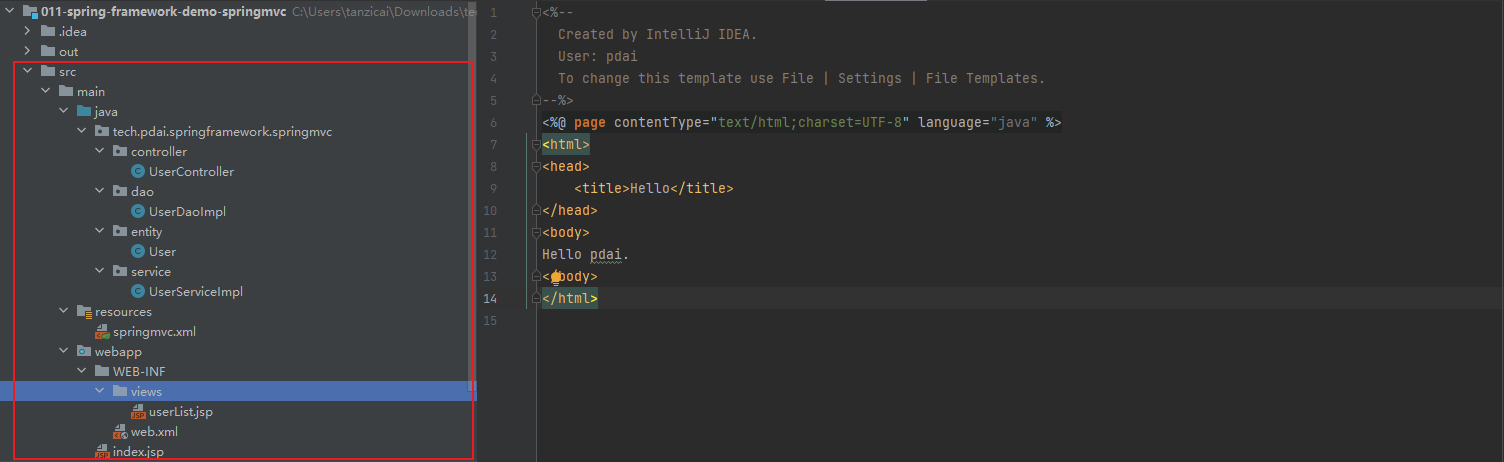 011-spring-framework-demo-springmvc C:\Users\tanzicai\Downloads\te
.idea
out
src
main
java
tech.pdai.springframework.springmvc
controller
UserController
dao
UserDaoImpl
entity
User
service
UserServiceImpl
resources
springmvc.xml
webapp
WEB-INF
views
userList.jsp
web.xml
index.jsp
1 <%--
2 Created by IntelliJ IDEA.
3 User: pdai
4 To change this template use File | Settings | File Templates.
5 --%>
6 <%@ page contentType="text/html;charset=UTF-8" language="java" %>
7 <html>
8 <head>
9 <title>Hello</title>
10 </head>
11 <body>
12 Hello pdai.
13 </body>
14 </html>
15